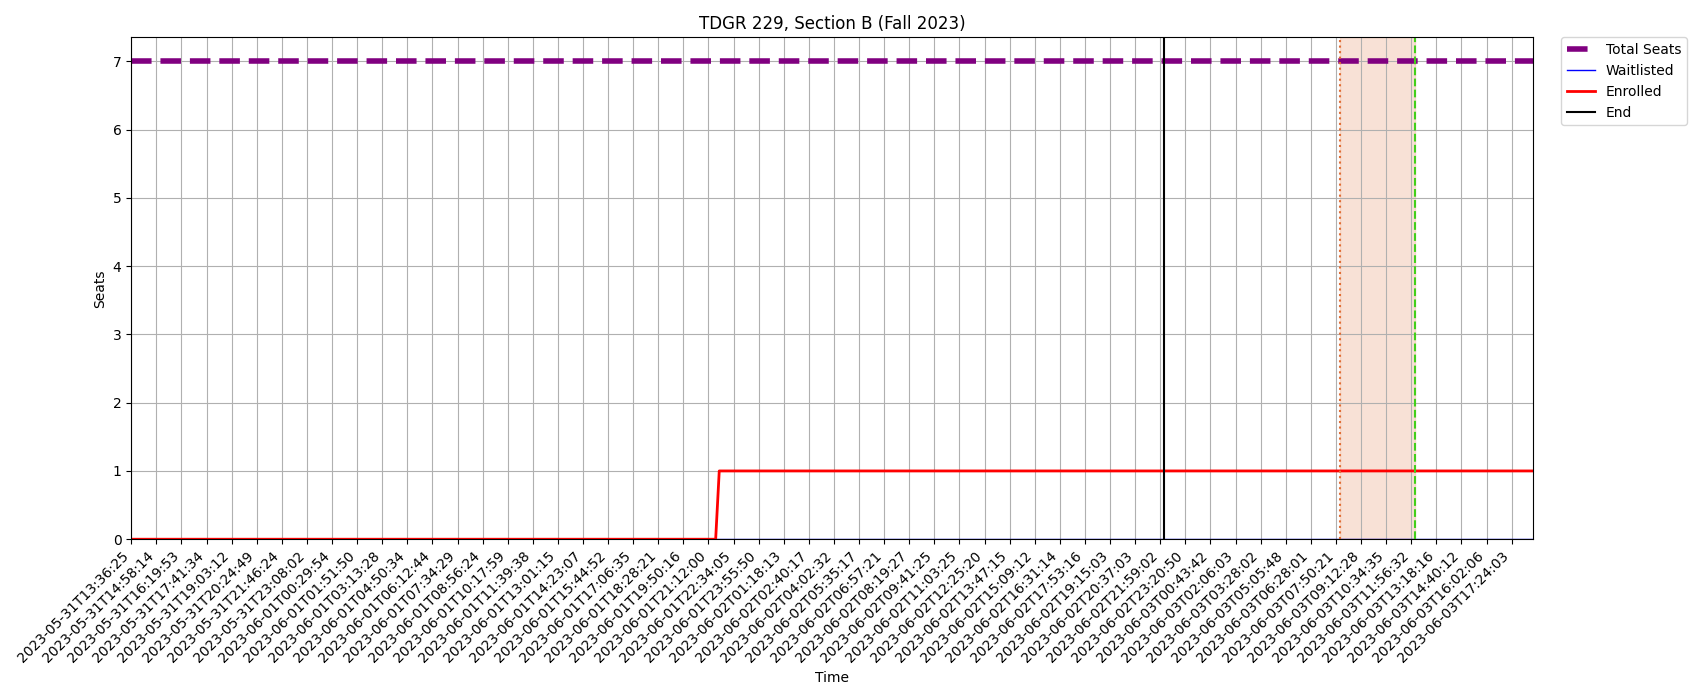 TDGR 229, Section B (Fall 2023)
Total Seats
Waitlisted
Enrolled
End
Seats
7
6
5
4
3
2
1
0
2023-05-31T13:36:25
2023-05-31T14:58:14
2023-05-31T16:19:53
2023-05-31T17:41:34
2023-05-31T19:03:12
2023-05-31T20:24:49
2023-05-31T21:46:24
2023-05-31T23:08:02
2023-06-01T00:29:54
2023-06-01T01:51:50
2023-06-01T03:13:28
2023-06-01T04:50:34
2023-06-01T06:12:44
2023-06-01T07:34:29
2023-06-01T08:56:24
2023-06-01T10:17:59
2023-06-01T11:39:38
2023-06-01T13:01:15
2023-06-01T14:23:07
2023-06-01T15:44:52
2023-06-01T17:06:35
2023-06-01T18:28:21
2023-06-01T19:50:16
2023-06-01T21:12:00
2023-06-01T22:34:05
2023-06-01T23:55:50
2023-06-02T01:18:13
2023-06-02T02:40:17
2023-06-02T04:02:32
2023-06-02T05:35:17
2023-06-02T06:57:21
2023-06-02T08:19:27
2023-06-02T09:41:25
2023-06-02T11:03:25
2023-06-02T12:25:20
2023-06-02T13:47:15
2023-06-02T15:09:12
2023-06-02T16:31:14
2023-06-02T17:53:16
2023-06-02T19:15:03
2023-06-02T20:37:03
2023-06-02T21:59:02
2023-06-02T23:20:50
2023-06-03T00:43:42
2023-06-03T02:06:03
2023-06-03T03:28:02
2023-06-03T05:05:48
2023-06-03T06:28:01
2023-06-03T07:50:21
2023-06-03T09:12:28
2023-06-03T10:34:35
2023-06-03T11:56:32
2023-06-03T13:18:16
2023-06-03T14:40:12
2023-06-03T16:02:06
2023-06-03T17:24:03
Time